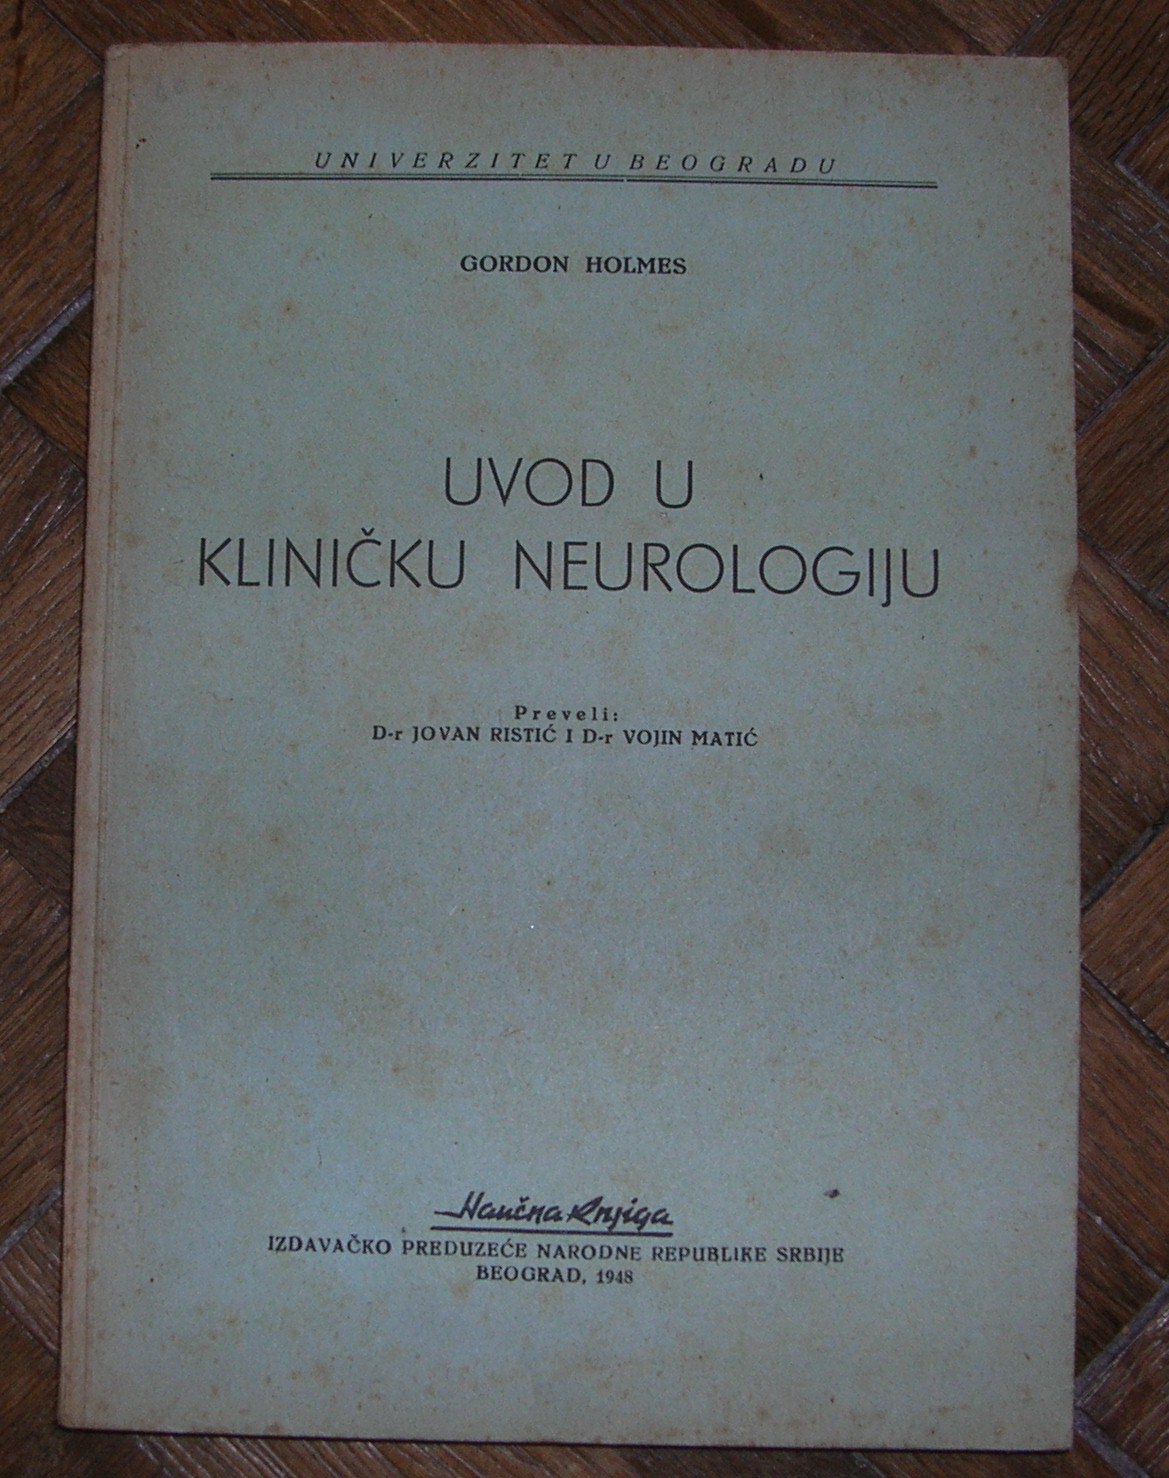 UNIVERZITET U BEOGRADU
GORDON HOLMES
UVOD U
KLINIČKU NEUROLOGIJU
Preveli:
D-r JOVAN RISTIĆ I D-r VOJIN MATIĆ
Naučna Knjiga
IZDAVAČKO PREDUZEĆE NARODNE REPUBLIKE SRBIJE
BEOGRAD, 1948